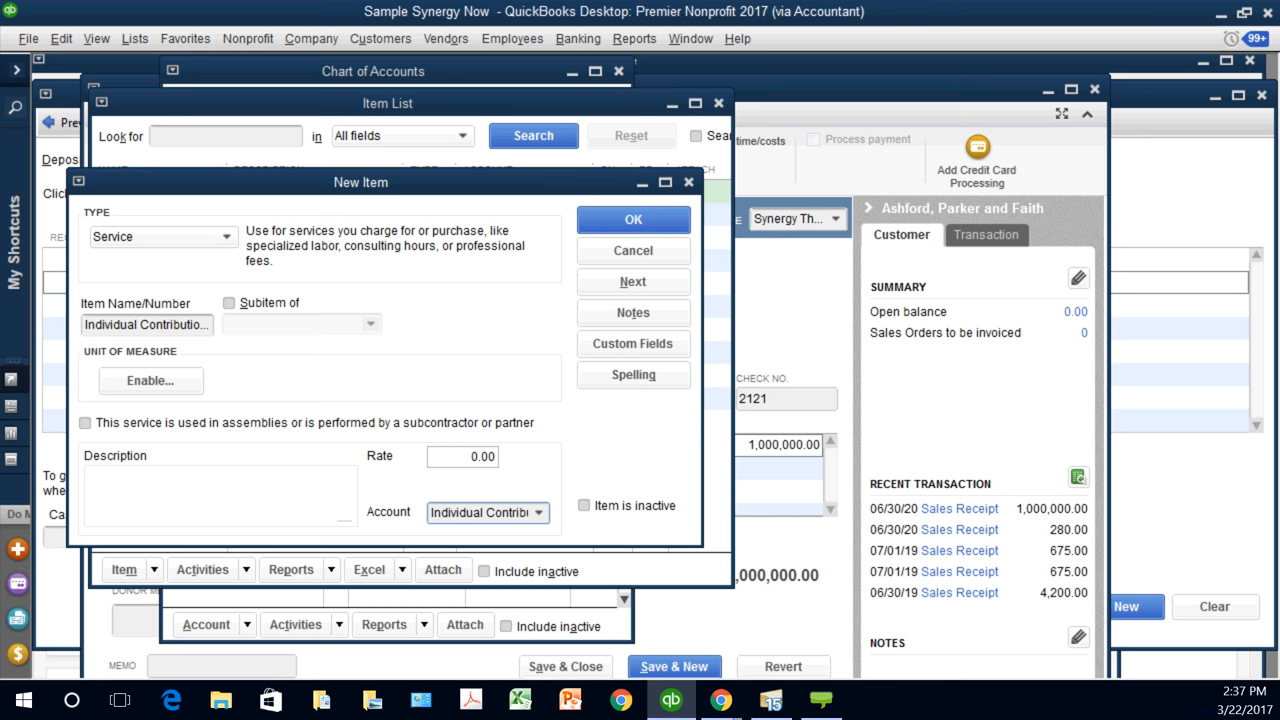 Sample Synergy Now - QuickBooks Desktop: Premier Nonprofit 2017 (via Accountant)
File Edit View Lists Favorites Nonprofit Company Customers Vendors Employees Banking Reports Window Help
99+
Chart of Accounts
Item List
Look for
in
All fields
Search
Reset
time/costs
Process payment
Add Credit Card
Processing
New Item
TYPE
Service
Use for services you charge for or purchase, like
specialized labor, consulting hours, or professional
fees.
Item Name/Number
Subitem of
Individual Contributio...
UNIT OF MEASURE
Enable...
This service is used in assemblies or is performed by a subcontractor or partner
Description
Rate
0.00
Account
Item is inactive
OK
Cancel
Next
Notes
Custom Fields
Spelling
My Shortcuts
Synergy Th...
Ashford, Parker and Faith
Customer
Transaction
SUMMARY
Open balance 0.00
Sales Orders to be invoiced 0
CHECK NO.
2121
1,000,000.00
RECENT TRANSACTION
06/30/20 Sales Receipt 1,000,000.00
06/30/20 Sales Receipt 280.00
07/01/19 Sales Receipt 675.00
07/01/19 Sales Receipt 675.00
06/30/19 Sales Receipt 4,200.00
NOTES
Item Activities Reports Excel Attach Include inactive
,000,000.00
Account Activities Reports Attach Include inactive
New
Clear
MEMO
Save & Close
Save & New
Revert
2:37 PM
3/22/2017